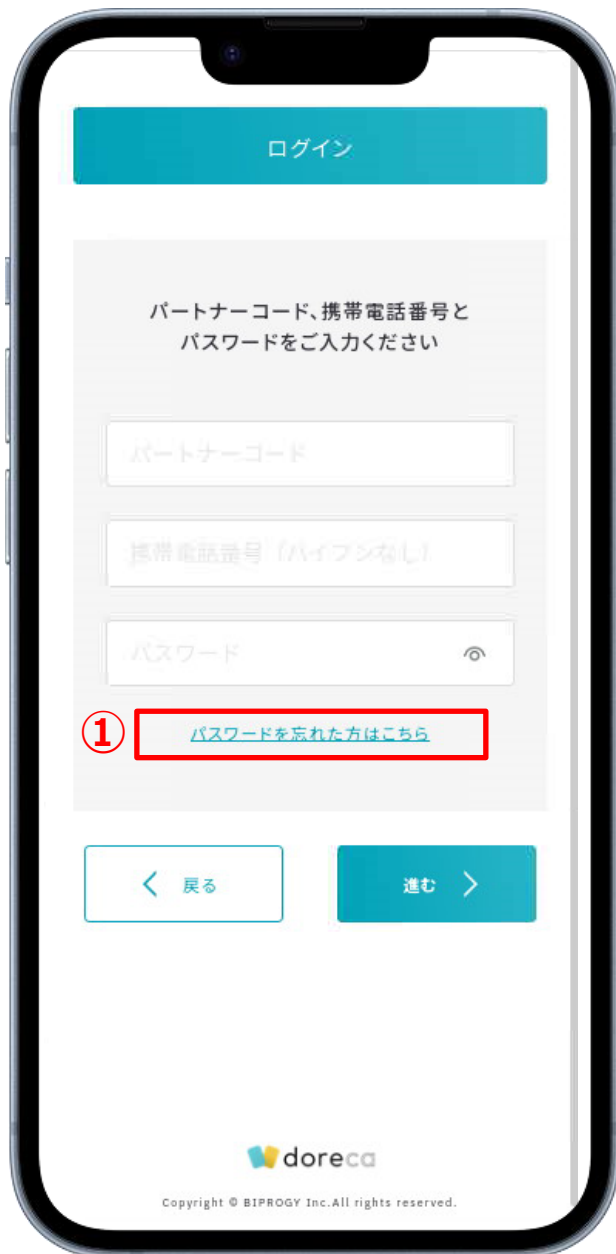 ログイン
パートナーコード、携帯電話番号と
パスワードをご入力ください
パートナーコード
携帯電話番号（ハイフンなし）
パスワード
① パスワードを忘れた方はこちら
戻る
進む
doreca
Copyright © BIPROGY Inc.All rights reserved.